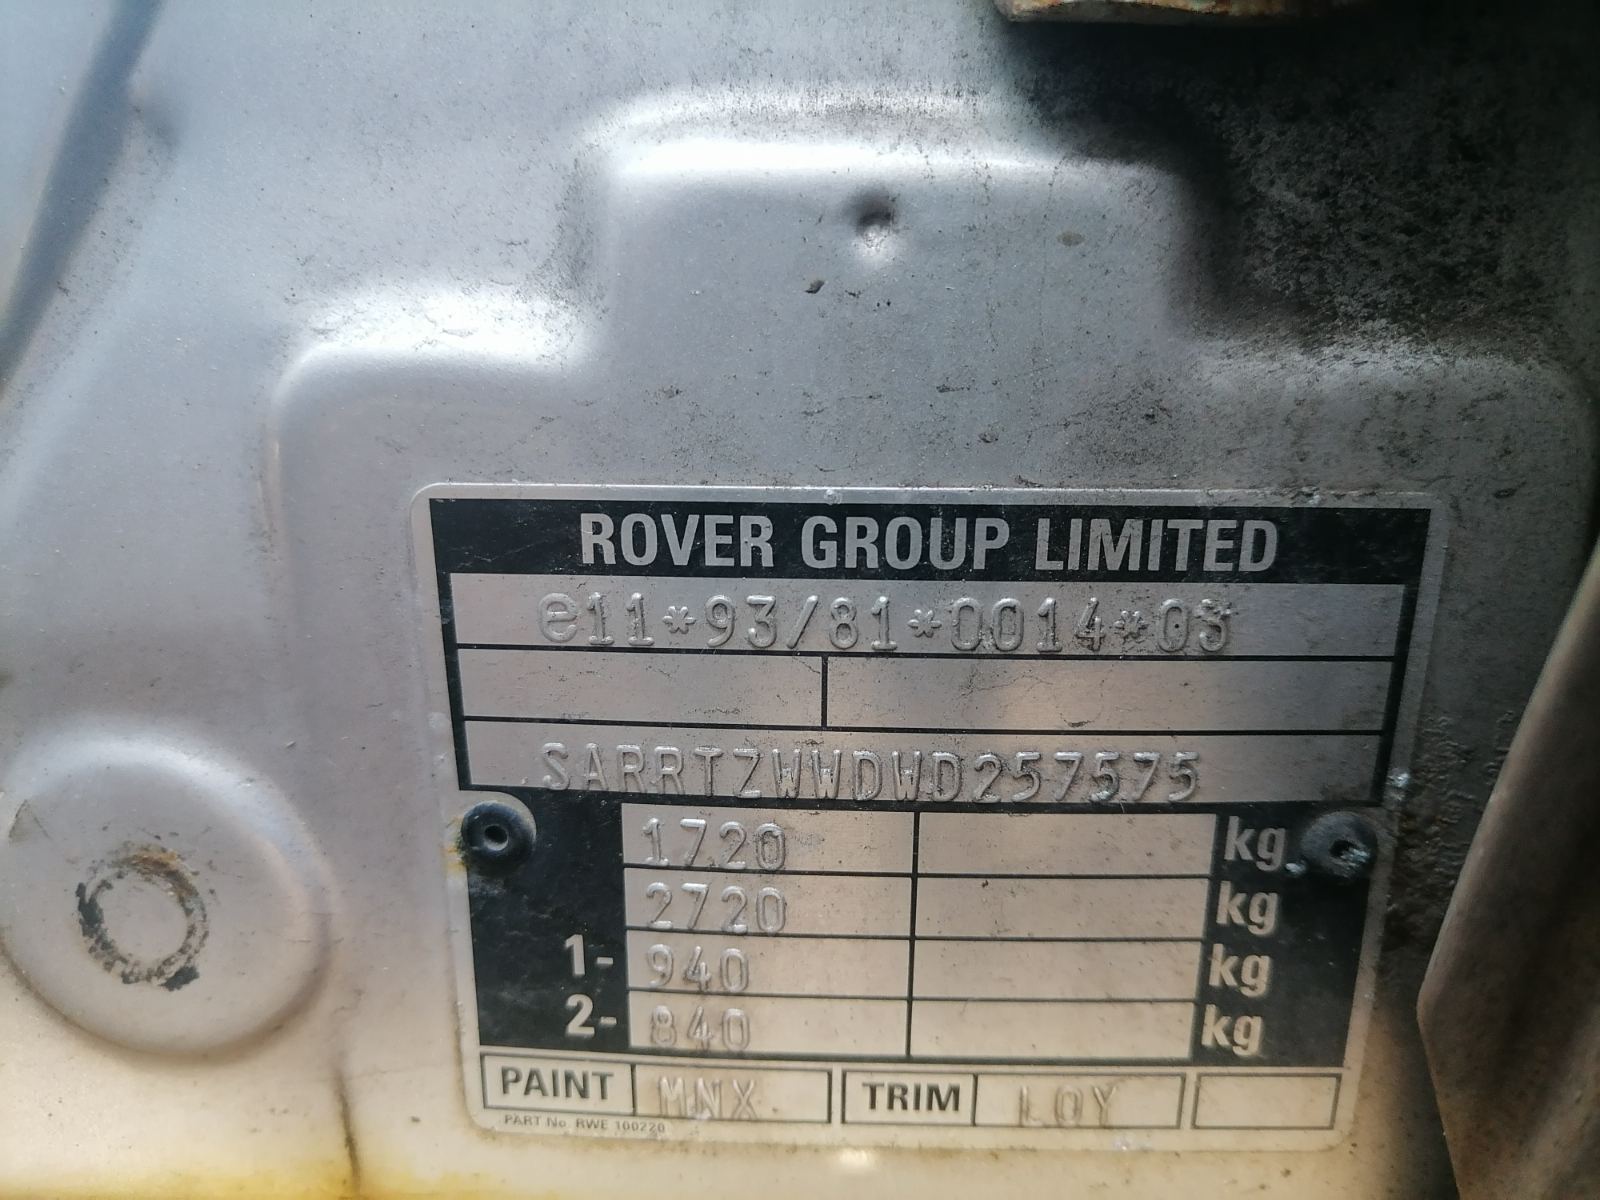 ROVER GROUP LIMITED
e11*93/81*0014*03
SARRTZWWDWD257575
1720 kg
2720 kg
1- 940 kg
2- 840 kg
PAINT MNX TRIM LOY
PART No. RWE 100220